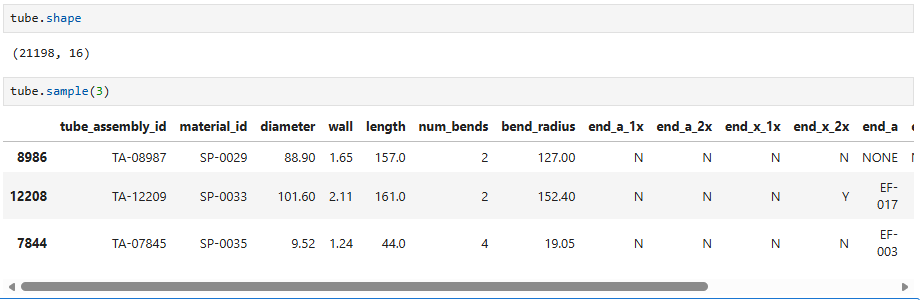 tube.shape
(21198, 16)
tube.sample(3)
tube_assembly_id material_id diameter wall length num_bends bend_radius end_a_1x end_a_2x end_x_1x end_x_2x end_a
8986 TA-08987 SP-0029 88.90 1.65 157.0 2 127.00 N N N N NONE
12208 TA-12209 SP-0033 101.60 2.11 161.0 2 152.40 N N N Y EF-
017
7844 TA-07845 SP-0035 9.52 1.24 44.0 4 19.05 N N N N EF-
003